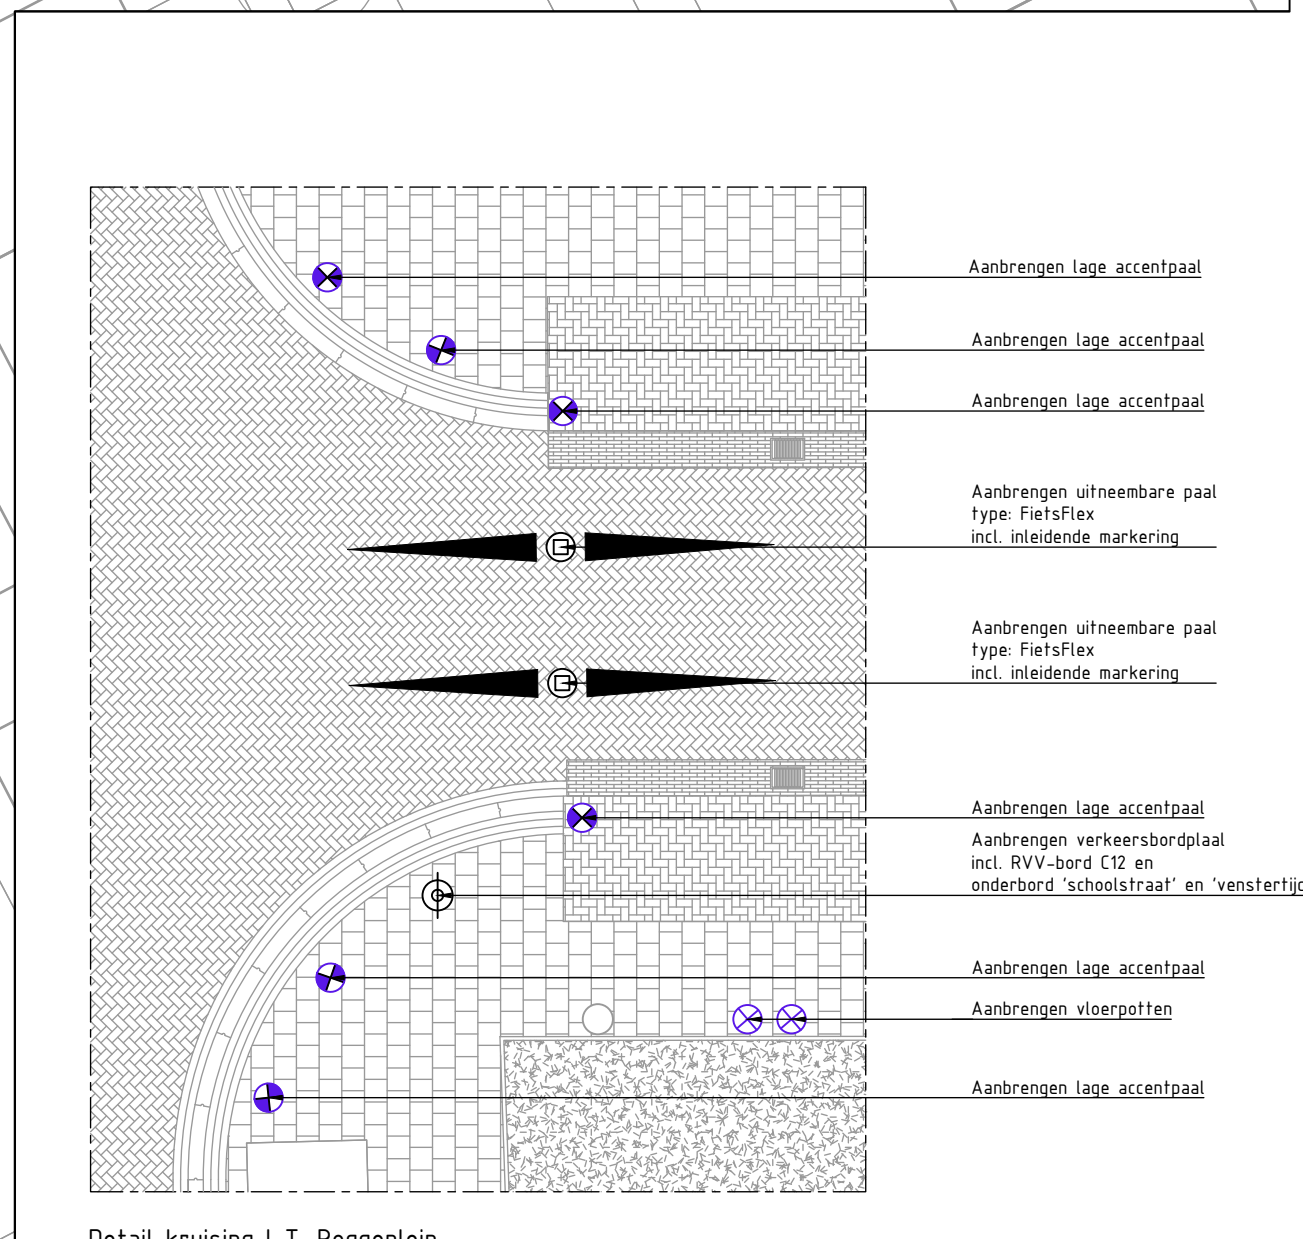 Aanbrengen lage accentpaal
Aanbrengen lage accentpaal
Aanbrengen lage accentpaal
Aanbrengen uitneembare paal
type: FietsFlex
incl. inleidende markering
Aanbrengen uitneembare paal
type: FietsFlex
incl. inleidende markering
Aanbrengen lage accentpaal
Aanbrengen verkeersbordplaal
incl. RVV-bord C12 en
onderbord 'schoolstraat' en
Aanbrengen lage accentpaal
Aanbrengen vloerpotten
Aanbrengen lage accentpaal
Detail kruising